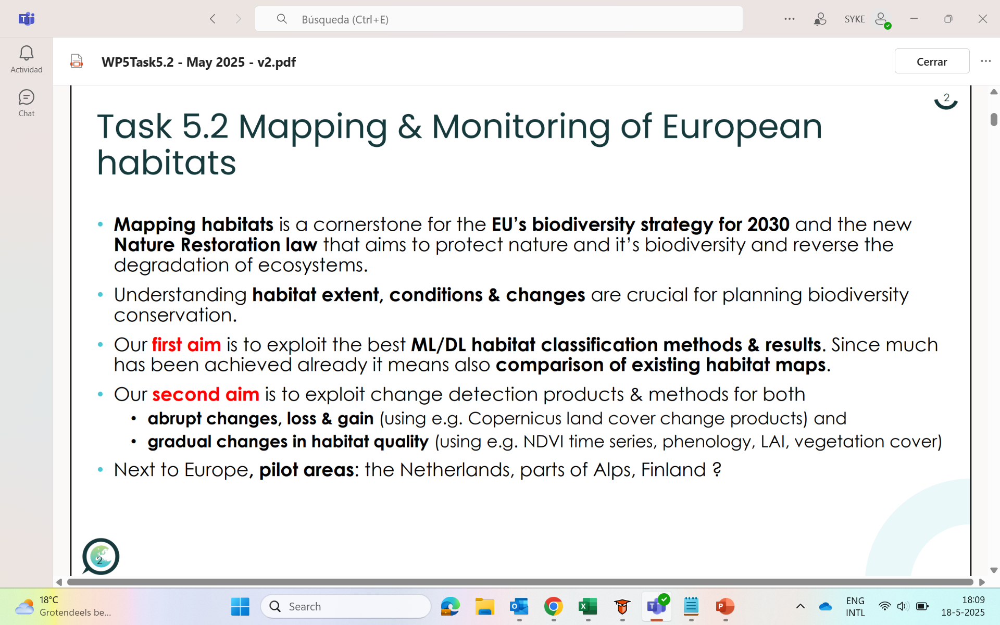 Búsqueda (Ctrl+E)
SYKE
Actividad
Chat
WP5Task5.2 - May 2025 - v2.pdf
Cerrar
2
Task 5.2 Mapping & Monitoring of European
habitats
• Mapping habitats is a cornerstone for the EU’s biodiversity strategy for 2030 and the new
Nature Restoration law that aims to protect nature and it’s biodiversity and reverse the
degradation of ecosystems.
• Understanding habitat extent, conditions & changes are crucial for planning biodiversity
conservation.
• Our first aim is to exploit the best ML/DL habitat classification methods & results. Since much
has been achieved already it means also comparison of existing habitat maps.
• Our second aim is to exploit change detection products & methods for both
• abrupt changes, loss & gain (using e.g. Copernicus land cover change products) and
• gradual changes in habitat quality (using e.g. NDVI time series, phenology, LAI, vegetation cover)
• Next to Europe, pilot areas: the Netherlands, parts of Alps, Finland ?
2
18°C
Grotendeels be...
Search
ENG
INTL
18:09
18-5-2025